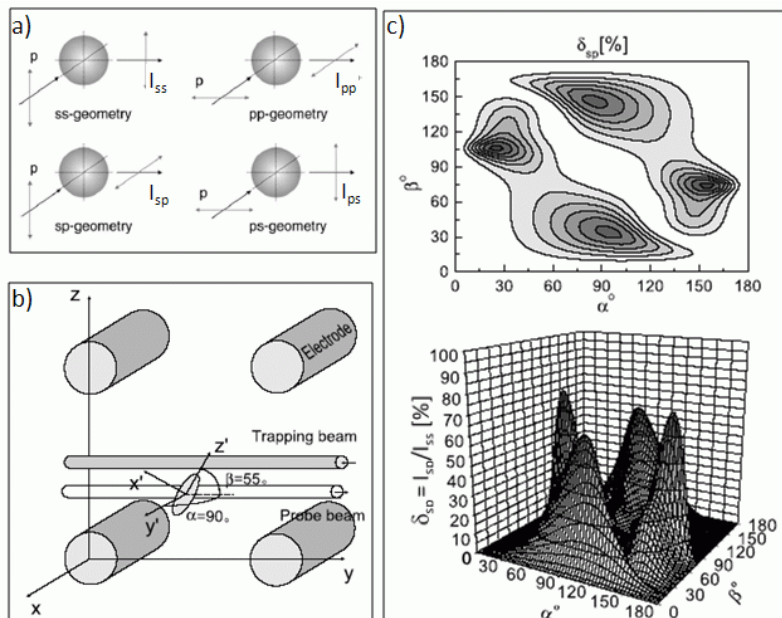 a)
p
I_ss
ss-geometry
p
I_pp'
pp-geometry
p
I_sp
sp-geometry
p
I_ps
ps-geometry
b)
z
Electrode
Trapping beam
z'
x'
β=55°
y'
α=90°
Probe beam
x
y
c)
δ_sp[%]
180
150
120
90
60
30
0
β°
0 30 60 90 120 150 180
α°
100
90
80
70
60
50
40
30
20
10
0
δ_sp = I_sp/I_ss [%]
0 30 60 90 120 150 180
α°
0 30 60 90 120 150 180
β°